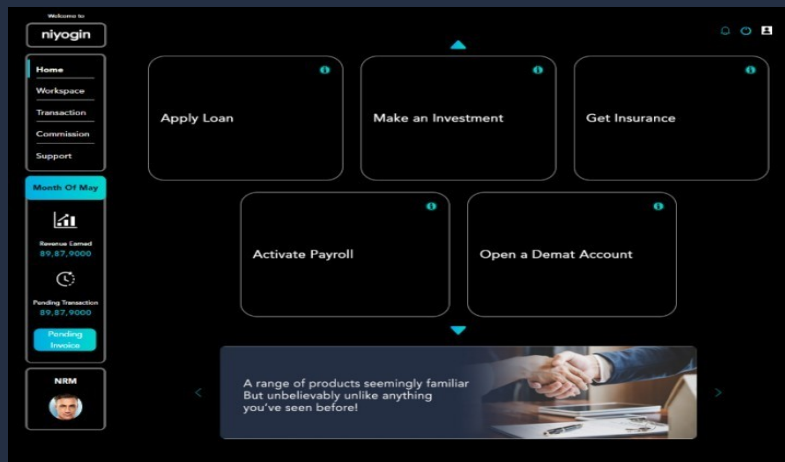 Welcome to
niyogin
Home
Workspace
Transaction
Commission
Support
Month Of May
Revenue Earned
89,87,9000
Pending Transaction
89,87,9000
Pending
Invoice
NRM
Apply Loan
Make an Investment
Get Insurance
Activate Payroll
Open a Demat Account
A range of products seemingly familiar
But unbelievably unlike anything
you've seen before!